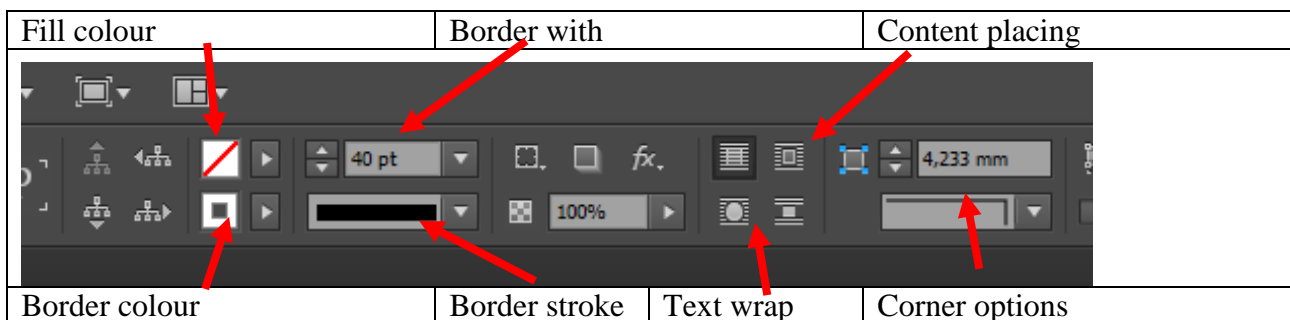 Fill colour Border with Content placing
40 pt fx. 4,233 mm
100%
Border colour Border stroke Text wrap Corner options